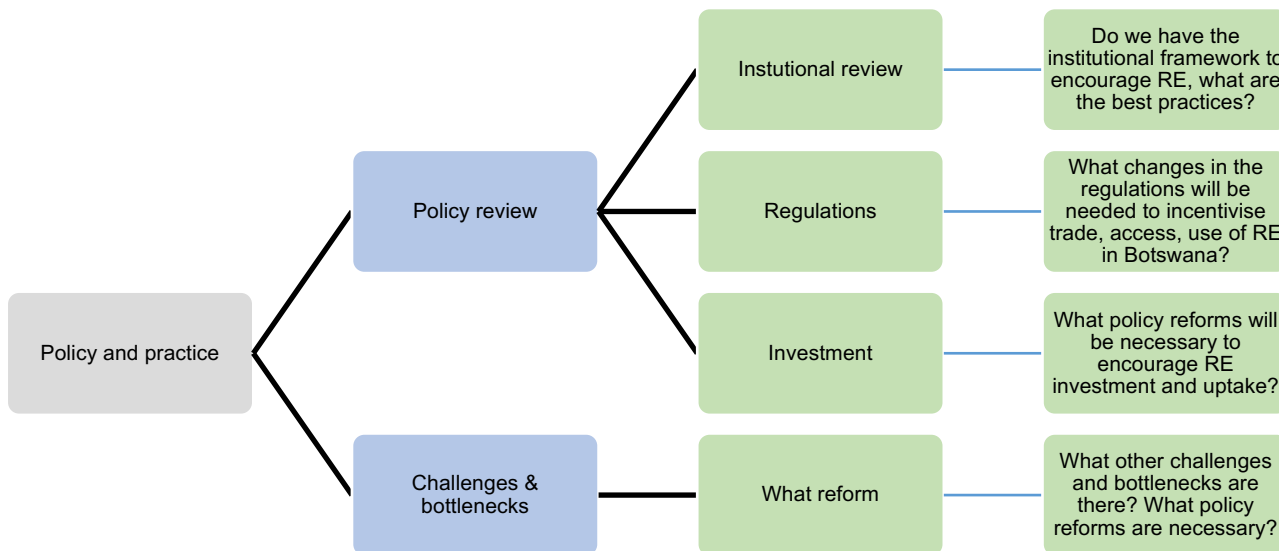 Instutional review
Do we have the
institutional framework to
encourage RE, what are
the best practices?
Policy review
Regulations
What changes in the
regulations will be
needed to incentivise
trade, access, use of RE
in Botswana?
Policy and practice
Investment
What policy reforms will
be necessary to
encourage RE
investment and uptake?
Challenges &
bottlenecks
What reform
What other challenges
and bottlenecks are
there? What policy
reforms are necessary?